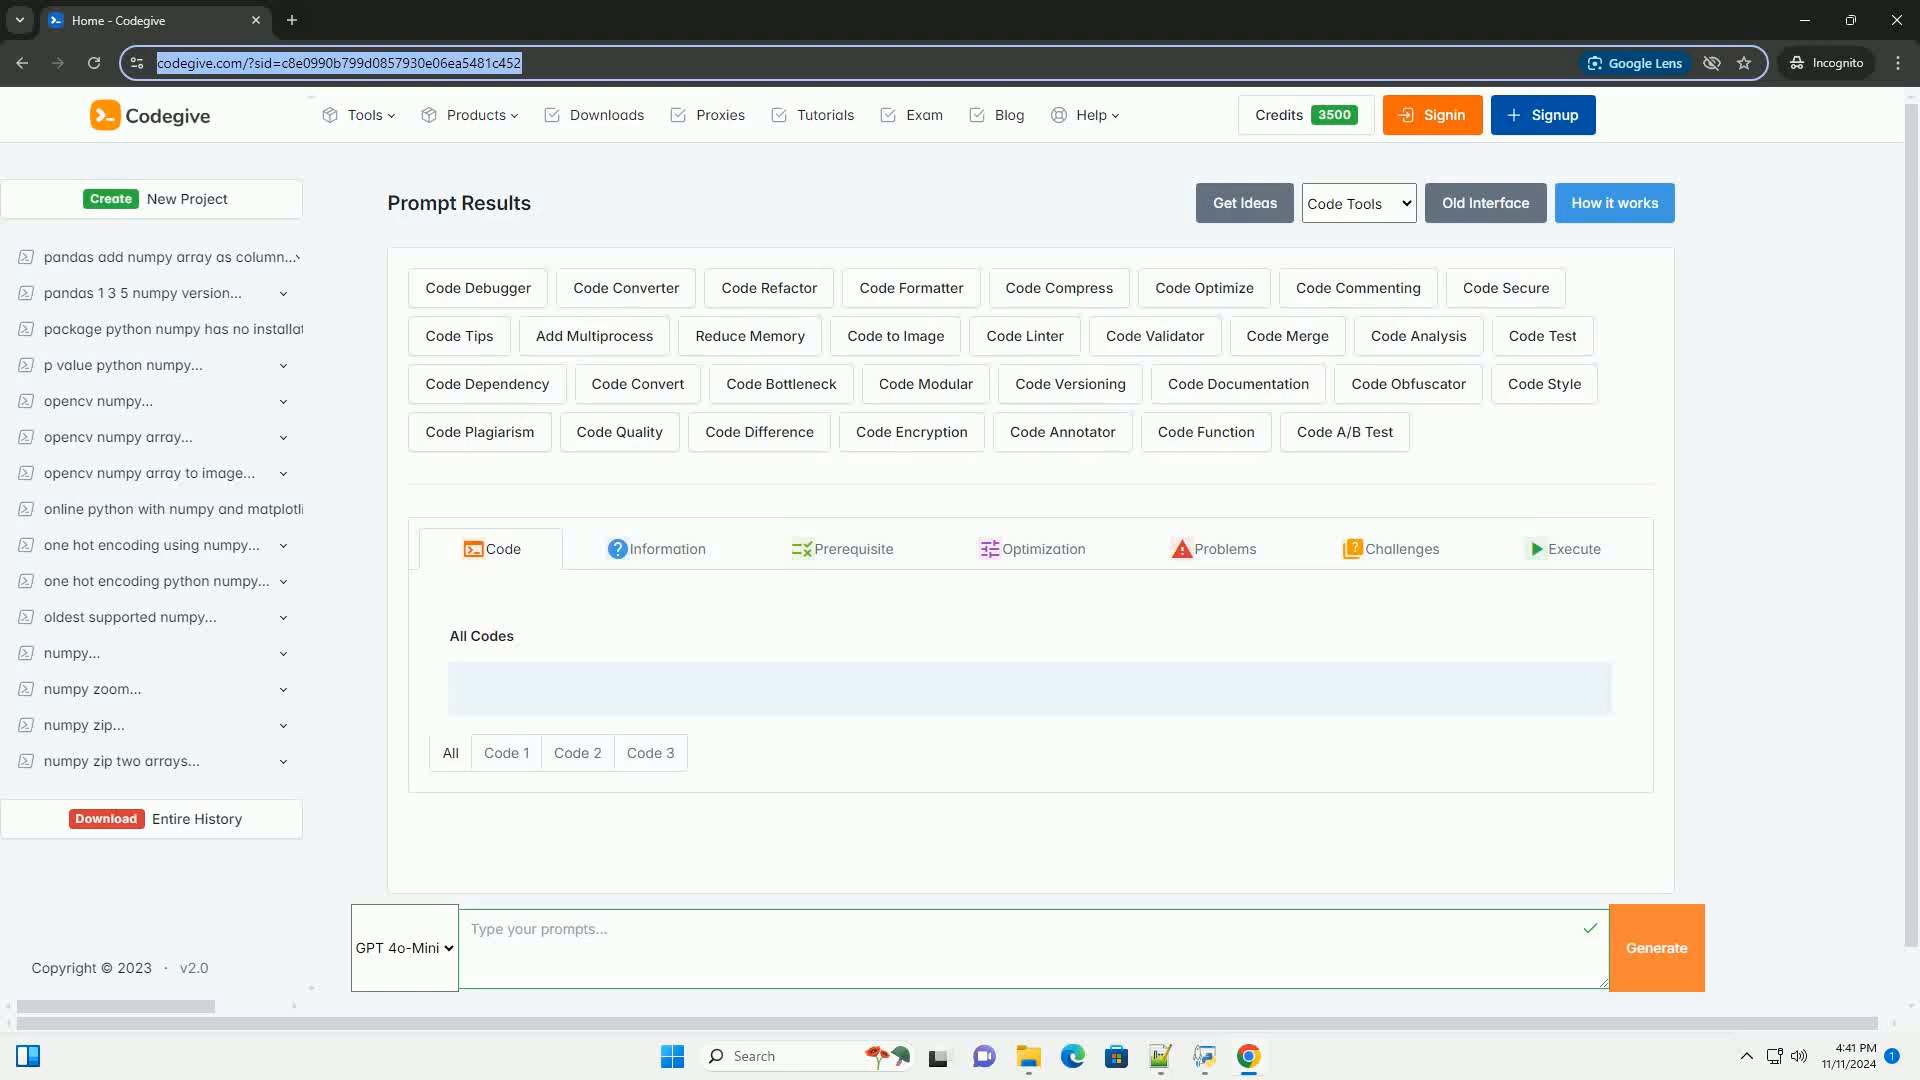 Home - Codegive
codegive.com/?sid=c8e0990b799d0857930e06ea5481c452
Google Lens
Incognito
Codegive
Tools
Products
Downloads
Proxies
Tutorials
Exam
Blog
Help
Credits 3500
Signin
Signup
Create New Project
Prompt Results
Get Ideas
Code Tools
Old Interface
How it works
pandas add numpy array as column...
pandas 1 3 5 numpy version...
package python numpy has no installat
p value python numpy...
opencv numpy...
opencv numpy array...
opencv numpy array to image...
online python with numpy and matplotli
one hot encoding using numpy...
one hot encoding python numpy...
oldest supported numpy...
numpy...
numpy zoom...
numpy zip...
numpy zip two arrays...
Download Entire History
Copyright © 2023 · v2.0
Code Debugger
Code Converter
Code Refactor
Code Formatter
Code Compress
Code Optimize
Code Commenting
Code Secure
Code Tips
Add Multiprocess
Reduce Memory
Code to Image
Code Linter
Code Validator
Code Merge
Code Analysis
Code Test
Code Dependency
Code Convert
Code Bottleneck
Code Modular
Code Versioning
Code Documentation
Code Obfuscator
Code Style
Code Plagiarism
Code Quality
Code Difference
Code Encryption
Code Annotator
Code Function
Code A/B Test
Code
Information
Prerequisite
Optimization
Problems
Challenges
Execute
All Codes
All
Code 1
Code 2
Code 3
GPT 4o-Mini
Type your prompts...
Generate
Search
4:41 PM
11/11/2024
1